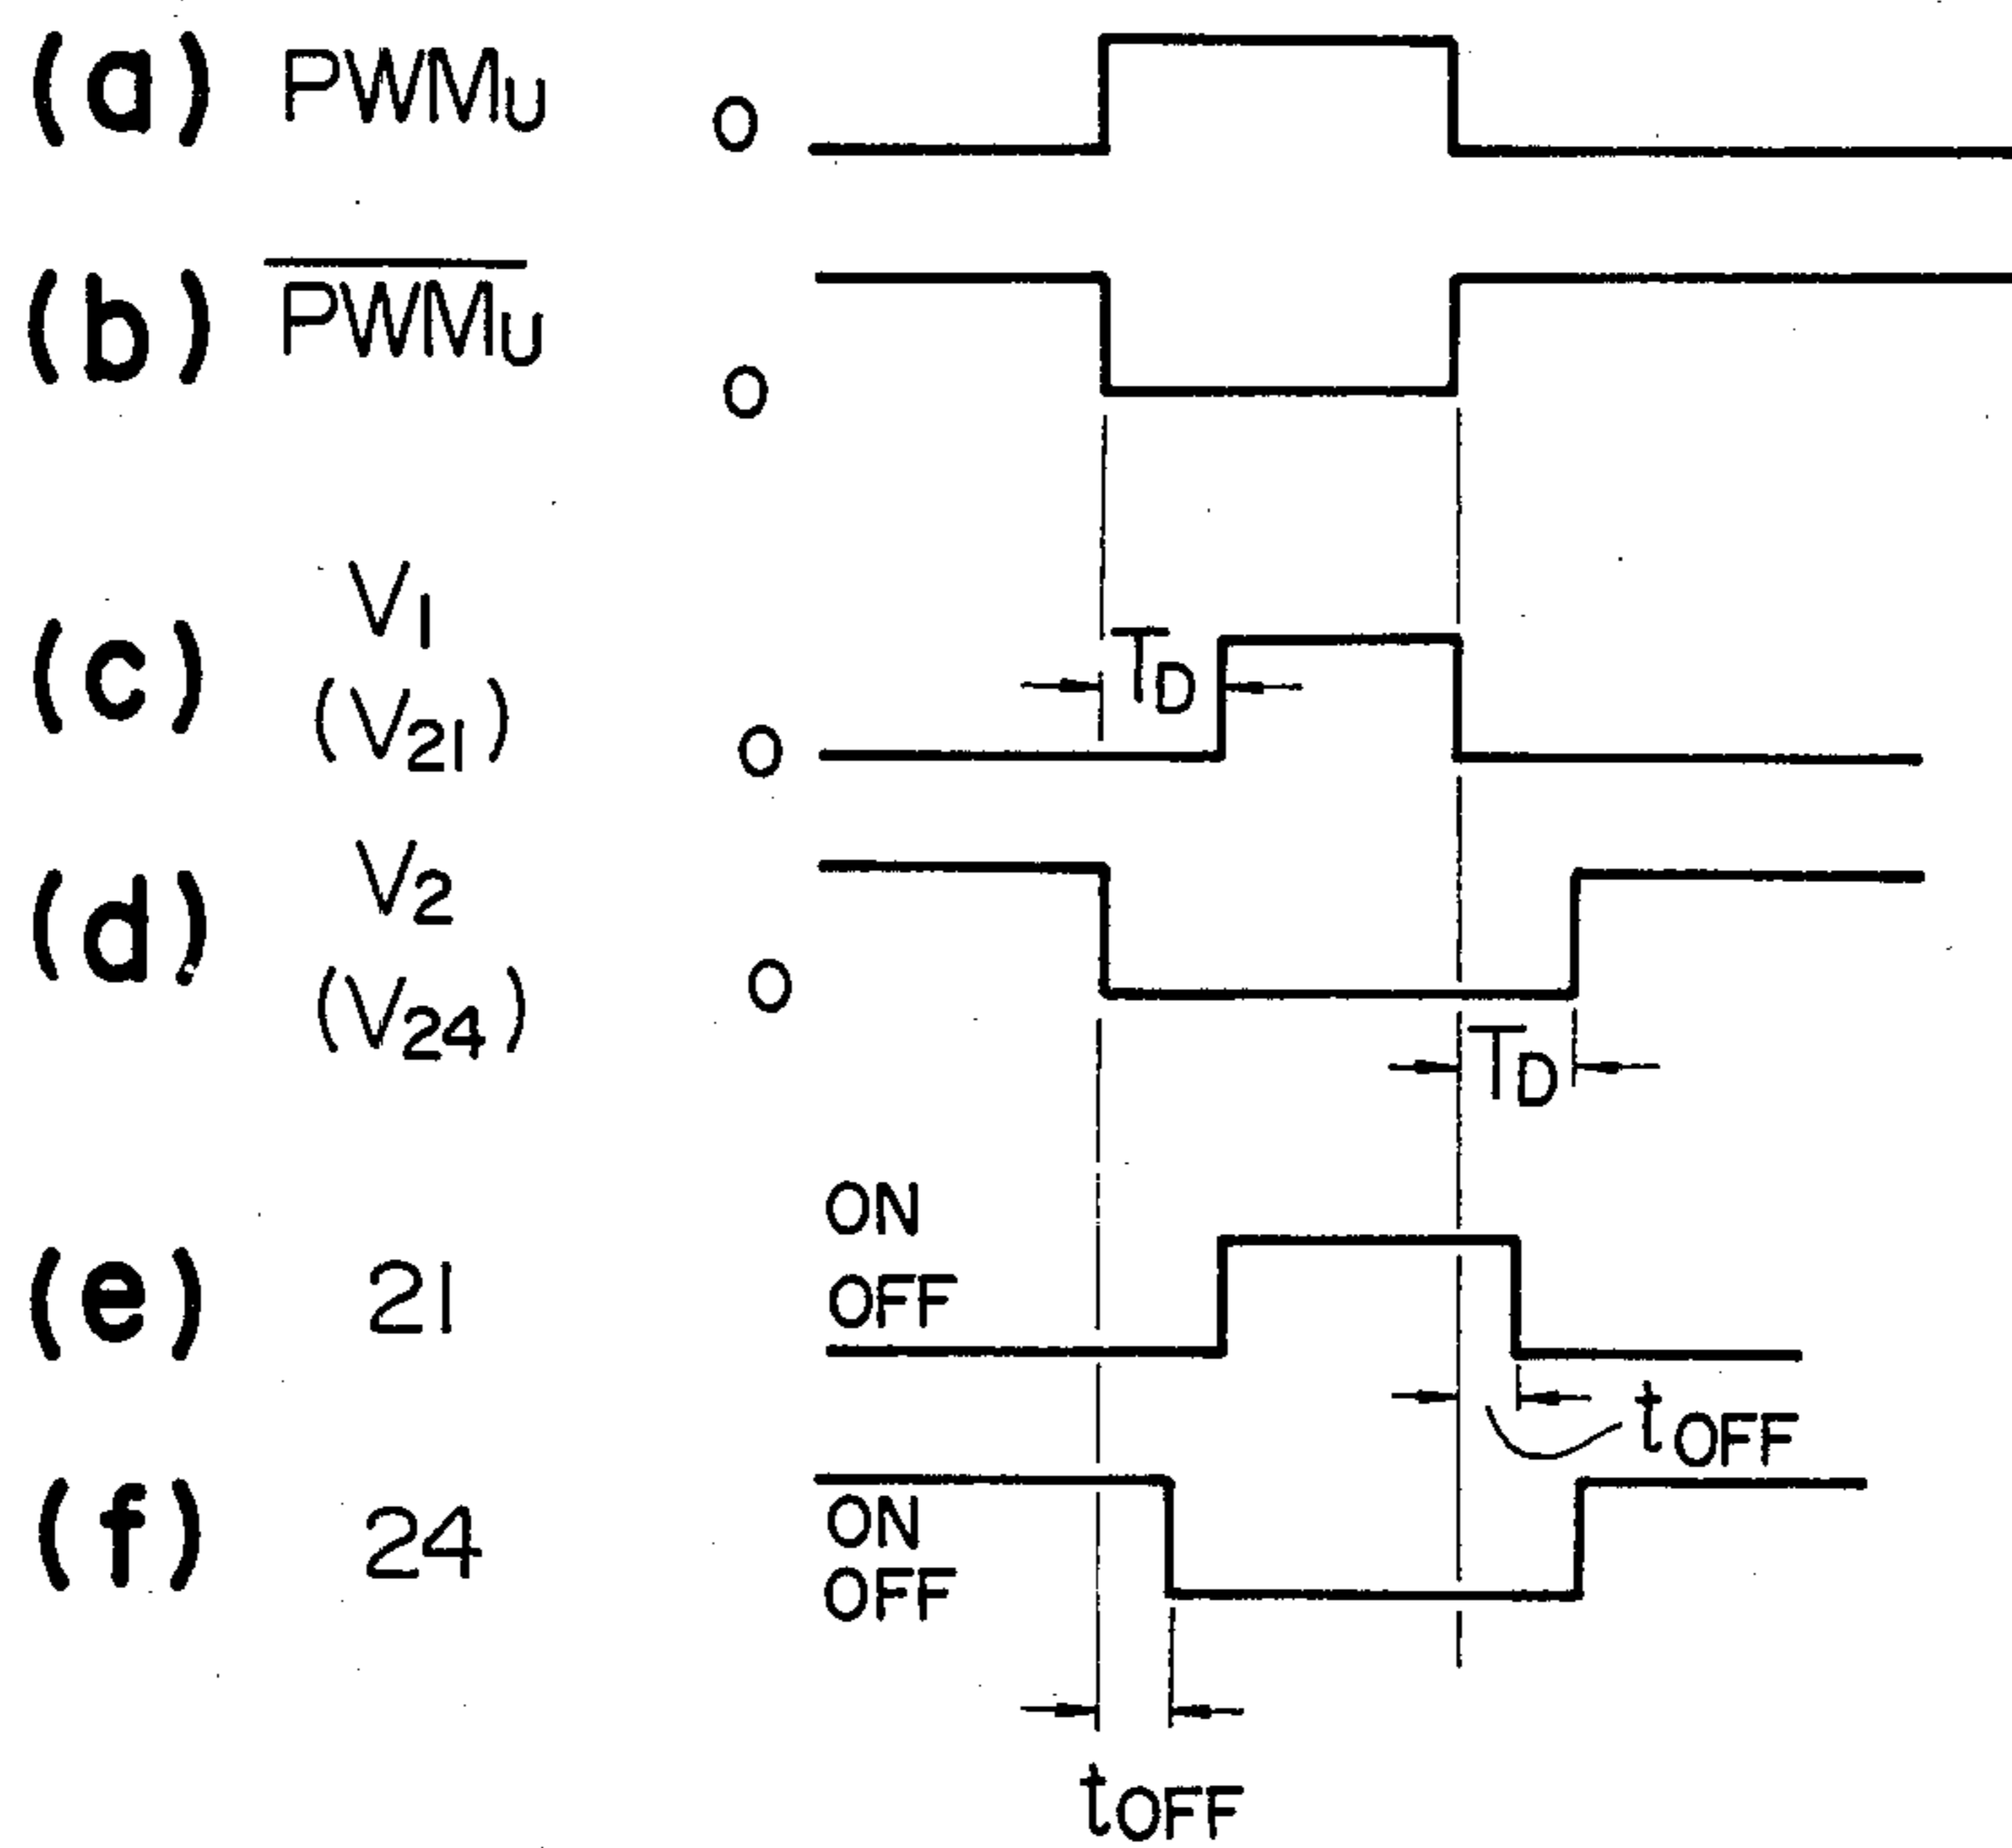 (a) PWMU 0
(b) P̅W̅M̅U̅ 0
(c) V1 (V21) 0 TD
(d) V2 (V24) 0 TD
(e) 21 ON OFF tOFF
(f) 24 ON OFF
tOFF